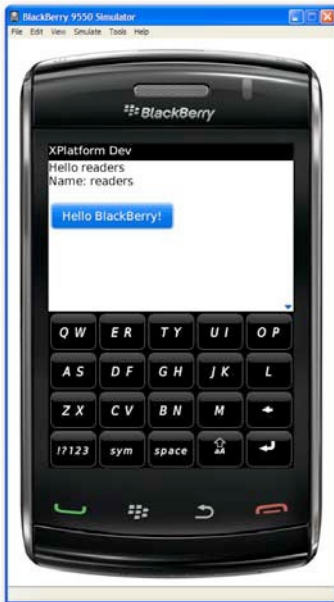 BlackBerry 9550 Simulator
File Edit View Simulate Tools Help
BlackBerry
XPlatform Dev
Hello readers
Name: readers
Hello BlackBerry!
Q W E R T Y U I O P
A S D F G H J K L
Z X C V B N M
!?123 sym space aA